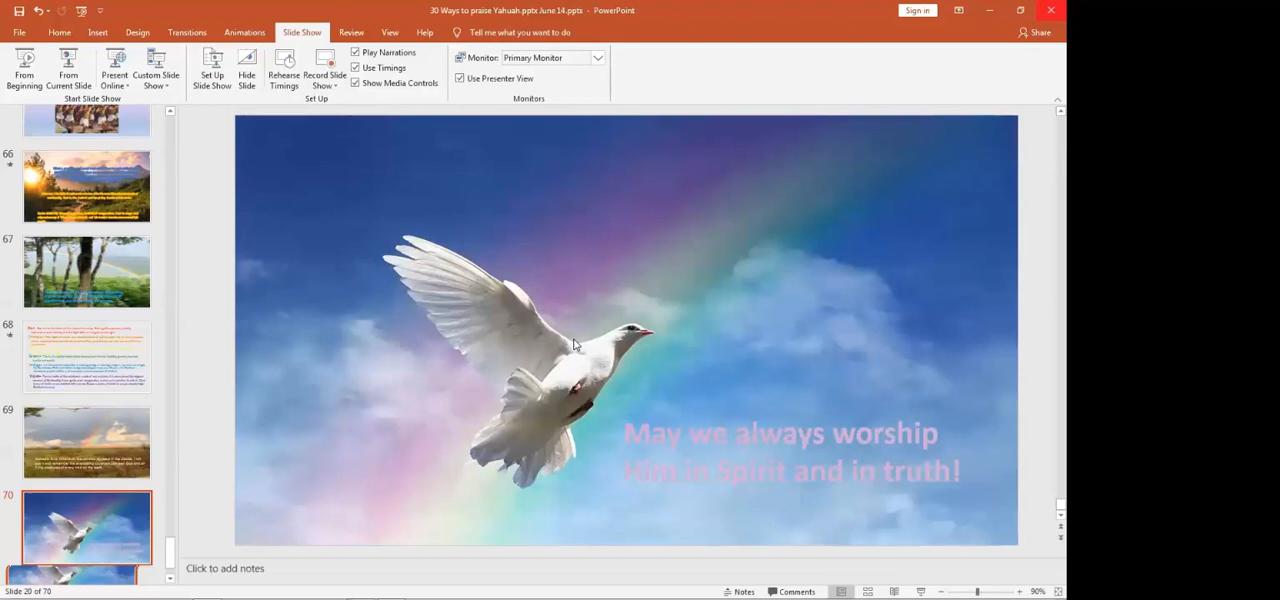 30 Ways to praise Yahuah.pptx June 14.pptx - PowerPoint
Sign in
File Home Insert Design Transitions Animations Slide Show Review View Help Tell me what you want to do
Share
From Beginning
From Current Slide
Present Online
Custom Slide Show
Set Up Slide Show
Hide Slide
Rehearse Timings
Record Slide Show
Play Narrations
Use Timings
Show Media Controls
Monitor: Primary Monitor
Use Presenter View
Start Slide Show
Set Up
Monitors
66
67
68
69
70
May we always worship
Him in Spirit and in truth!
Click to add notes
Slide 20 of 70
Notes
Comments
90%